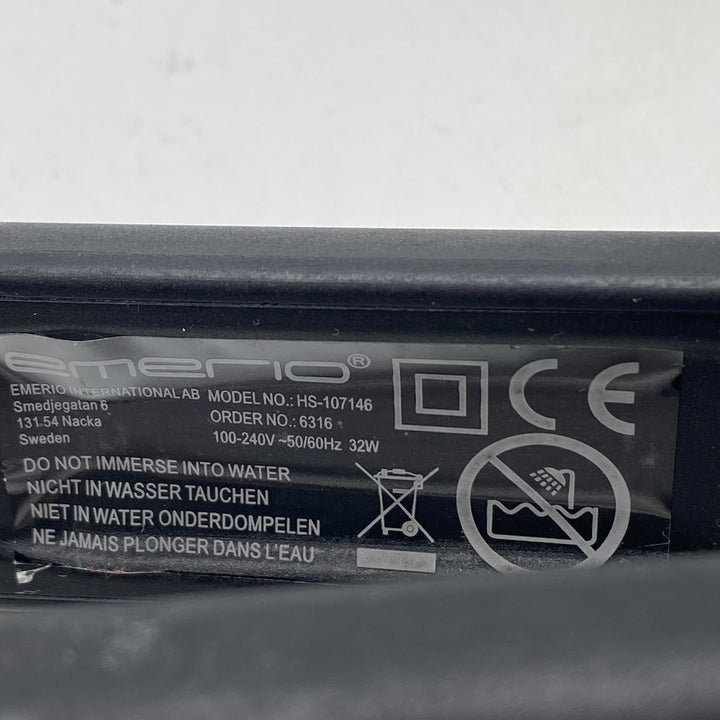 emerio®
EMERIO INTERNATIONAL AB
Smedjegatan 6
131.54 Nacka
Sweden
MODEL NO.: HS-107146
ORDER NO.: 6316
100-240V ~50/60Hz 32W
DO NOT IMMERSE INTO WATER
NICHT IN WASSER TAUCHEN
NIET IN WATER ONDERDOMPELEN
NE JAMAIS PLONGER DANS L'EAU
CE